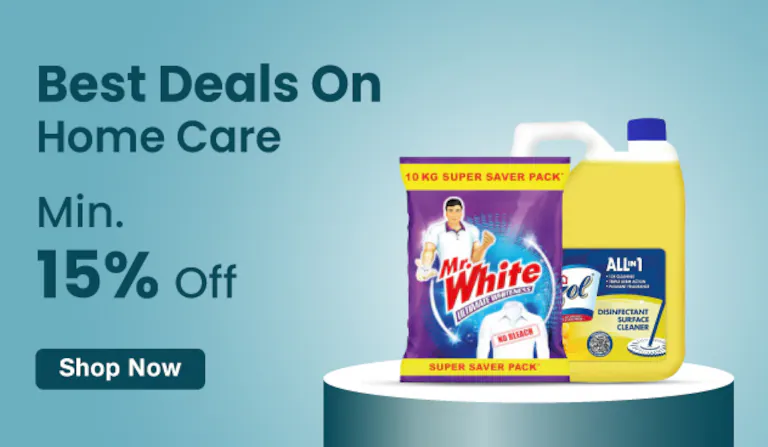 Best Deals On
Home Care
Min.
15% Off
Shop Now
10 KG SUPER SAVER PACK*
Mr.
White
ULTIMATE WHITENESS
NO BLEACH
SUPER SAVER PACK*
ALL IN 1
DISINFECTANT
SURFACE
CLEANER